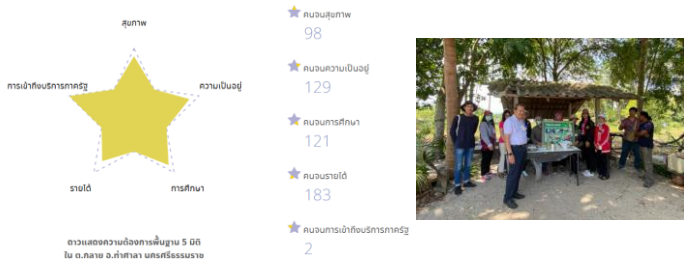 สุขภาพ
การเข้าถึงบริการภาครัฐ
ความเป็นอยู่
รายได้
การศึกษา
ดาวแสดงความต้องการพื้นฐาน 5 มิติ
ใน ต.กลาย อ.ท่าศาลา นครศรีธรรมราช
คนจนสุขภาพ
98
คนจนความเป็นอยู่
129
คนจนการศึกษา
121
คนจนรายได้
183
คนจนการเข้าถึงบริการภาครัฐ
2